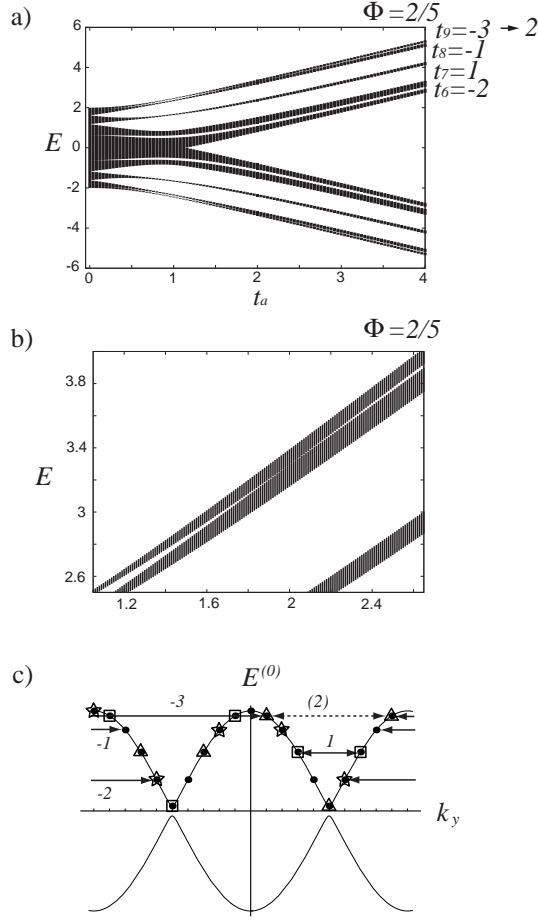 a)
Φ=2/5
t9=-3 → 2
t8=-1
t7=1
t6=-2
6
4
2
E 0
-2
-4
-6
0 1 2 3 4
ta
Φ=2/5
b)
3.8
3.4
E
3
2.6
1.2 1.6 2 2.4
c)
E(0)
-3 (2)
-1 1
-2
ky